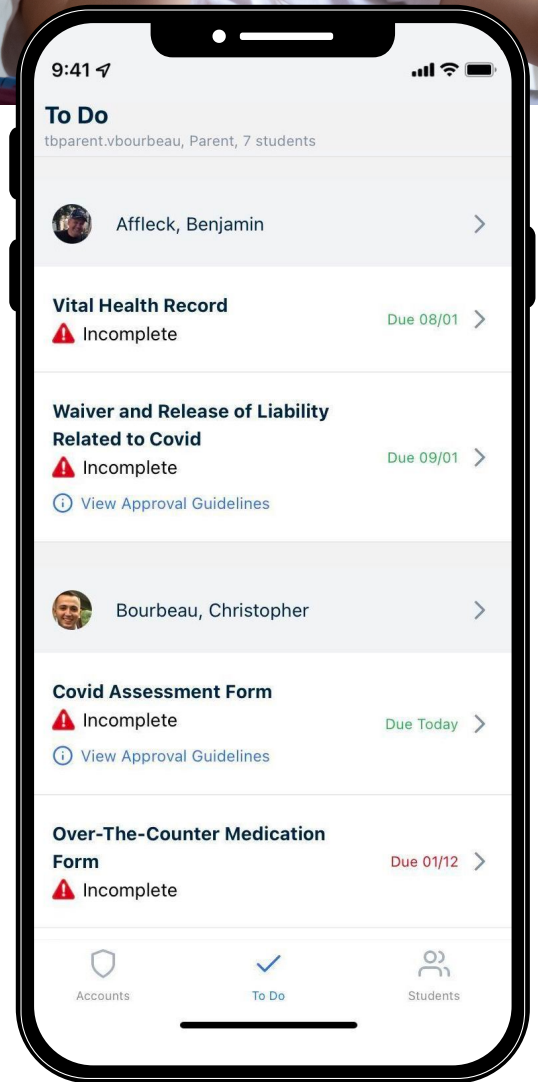 9:41
To Do
tbparent.vbourbeau, Parent, 7 students
Affleck, Benjamin
Vital Health Record
Incomplete
Due 08/01
Waiver and Release of Liability
Related to Covid
Incomplete
Due 09/01
View Approval Guidelines
Bourbeau, Christopher
Covid Assessment Form
Incomplete
Due Today
View Approval Guidelines
Over-The-Counter Medication
Form
Due 01/12
Incomplete
Accounts
To Do
Students